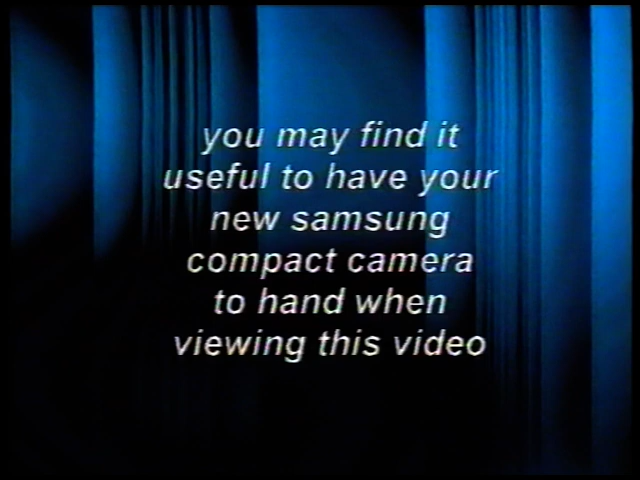 you may find it
useful to have your
new samsung
compact camera
to hand when
viewing this video